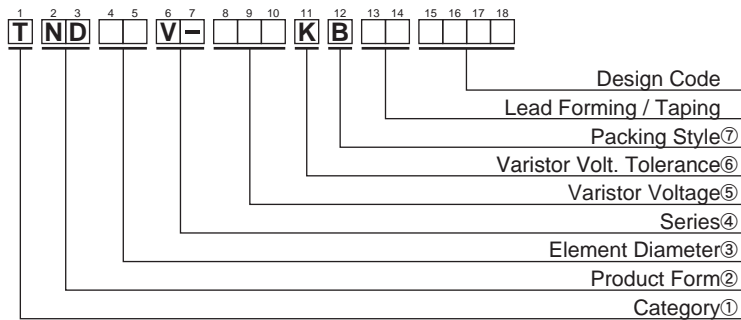 1 2 3 4 5 6 7 8 9 10 11 12 13 14 15 16 17 18
T N D V – K B
Design Code
Lead Forming / Taping
Packing Style⑦
Varistor Volt. Tolerance⑥
Varistor Voltage⑤
Series④
Element Diameter③
Product Form②
Category①